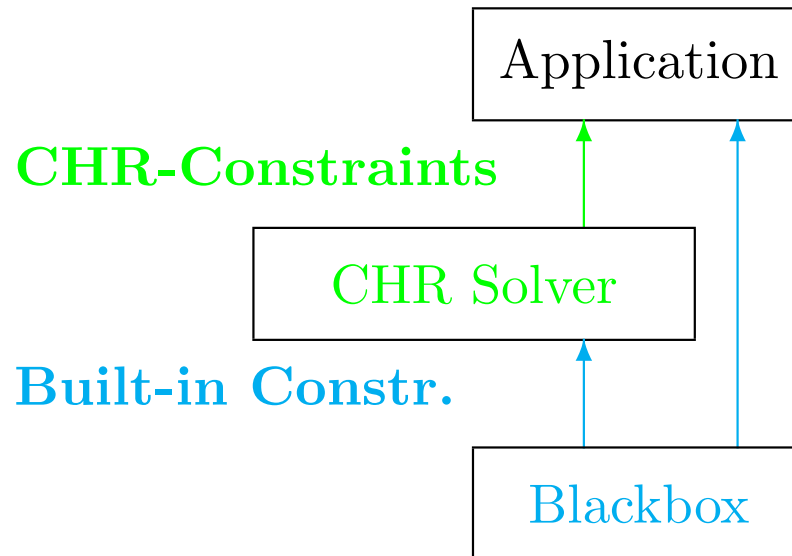 Application
CHR-Constraints
CHR Solver
Built-in Constr.
Blackbox